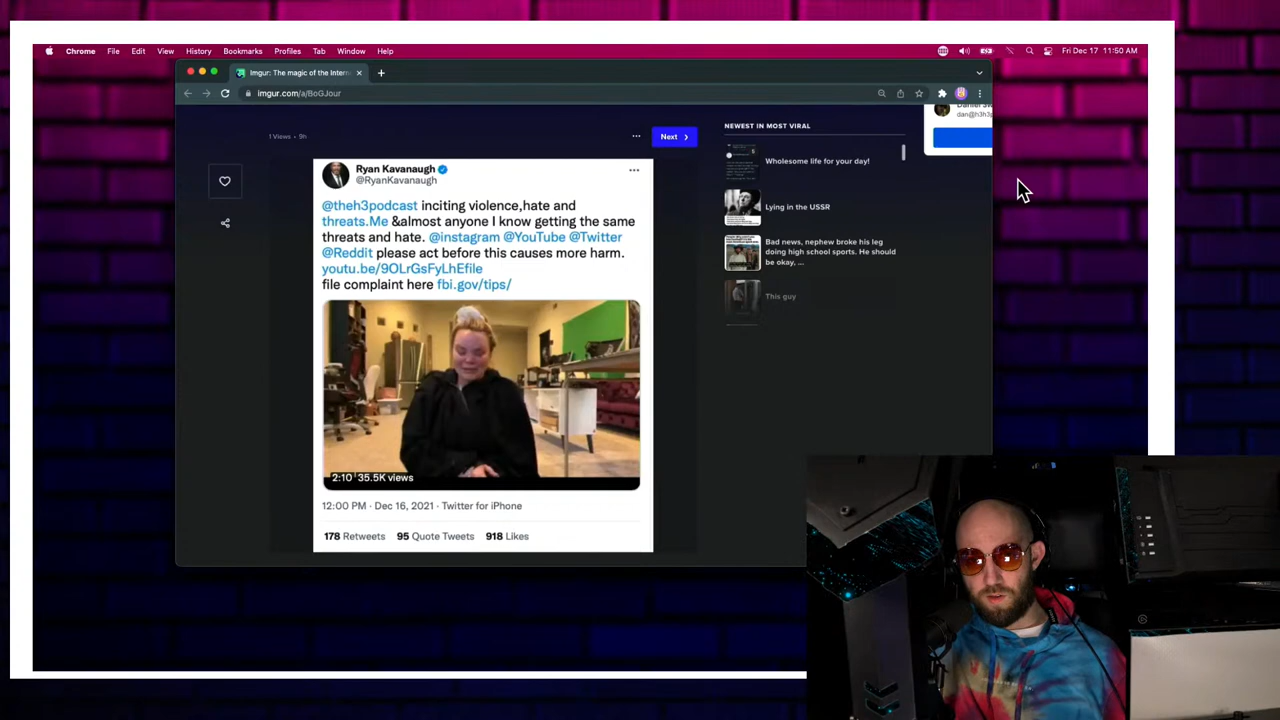 Chrome File Edit View History Bookmarks Profiles Tab Window Help
Fri Dec 17 11:50 AM
Imgur: The magic of the Intern
imgur.com/a/BoGJour
1 Views • 9h
Next
Ryan Kavanaugh
@RyanKavanaugh
@theh3podcast inciting violence,hate and
threats.Me &almost anyone I know getting the same
threats and hate. @instagram @YouTube @Twitter
@Reddit please act before this causes more harm.
youtu.be/9OLrGsFyLhEfile
file complaint here fbi.gov/tips/
2:10 35.5K views
12:00 PM · Dec 16, 2021 · Twitter for iPhone
178 Retweets 95 Quote Tweets 918 Likes
NEWEST IN MOST VIRAL
Wholesome life for your day!
Lying in the USSR
Bad news, nephew broke his leg
doing high school sports. He should
be okay, ...
This guy
dan@h3h3p